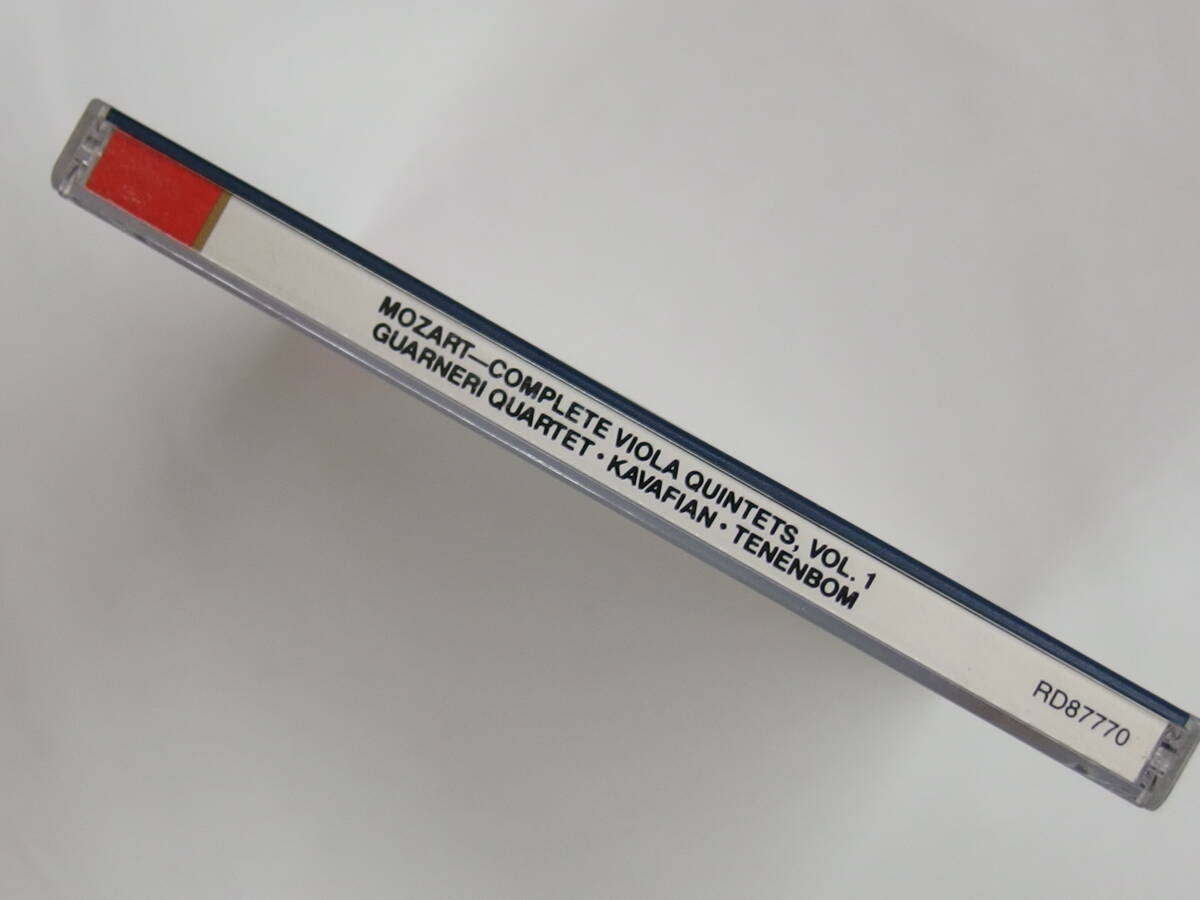 MOZART—COMPLETE VIOLA QUINTETS, VOL. 1
GUARNERI QUARTET · KAVAFIAN · TENENBOM
RD87770